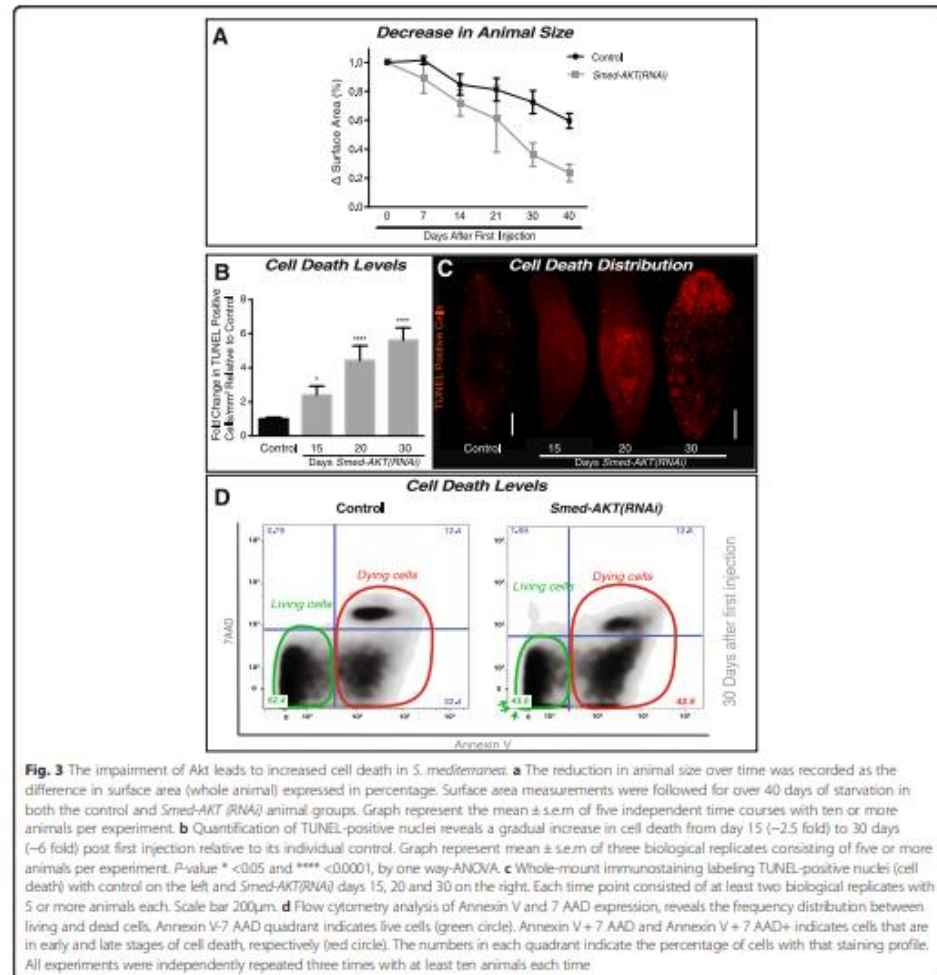 A
Decrease in Animal Size
Control
Smed-AKT(RNAi)
Δ Surface Area (%)
1.0
0.8
0.6
0.4
0.2
0.0
0 7 14 21 30 40
Days After First Injection
B
Cell Death Levels
Fold Change in TUNEL Positive
Cells/mm² Relative to Control
8
6
4
2
0
*
****
****
Control 15 20 30
Days Smed-AKT(RNAi)
C
Cell Death Distribution
TUNEL Positive Cells
Control 15 20 30
Days Smed-AKT(RNAi)
D
Cell Death Levels
Control
Smed-AKT(RNAi)
12.4
12.8
Living cells
Dying cells
Living cells
Dying cells
7AAD
32.4
Annexin V
30 Days after first injection
Fig. 3 The impairment of Akt leads to increased cell death in S. mediterranea. a The reduction in animal size over time was recorded as the
difference in surface area (whole animal) expressed in percentage. Surface area measurements were followed for over 40 days of starvation in
both the control and Smed-AKT (RNAi) animal groups. Graph represent the mean ± s.e.m of five independent time courses with ten or more
animals per experiment. b Quantification of TUNEL-positive nuclei reveals a gradual increase in cell death from day 15 (~2.5 fold) to 30 days
(~6 fold) post first injection relative to its individual control. Graph represent mean ± s.e.m of three biological replicates consisting of five or more
animals per experiment. P-value * <0.05 and **** <0.0001, by one way-ANOVA. c Whole-mount immunostaining labeling TUNEL-positive nuclei (cell
death) with control on the left and Smed-AKT(RNAi) days 15, 20 and 30 on the right. Each time point consisted of at least two biological replicates with
5 or more animals each. Scale bar 200μm. d Flow cytometry analysis of Annexin V and 7 AAD expression, reveals the frequency distribution between
living and dead cells. Annexin V-7 AAD quadrant indicates live cells (green circle). Annexin V + 7 AAD and Annexin V + 7 AAD+ indicates cells that are
in early and late stages of cell death, respectively (red circle). The numbers in each quadrant indicate the percentage of cells with that staining profile.
All experiments were independently repeated three times with at least ten animals each time